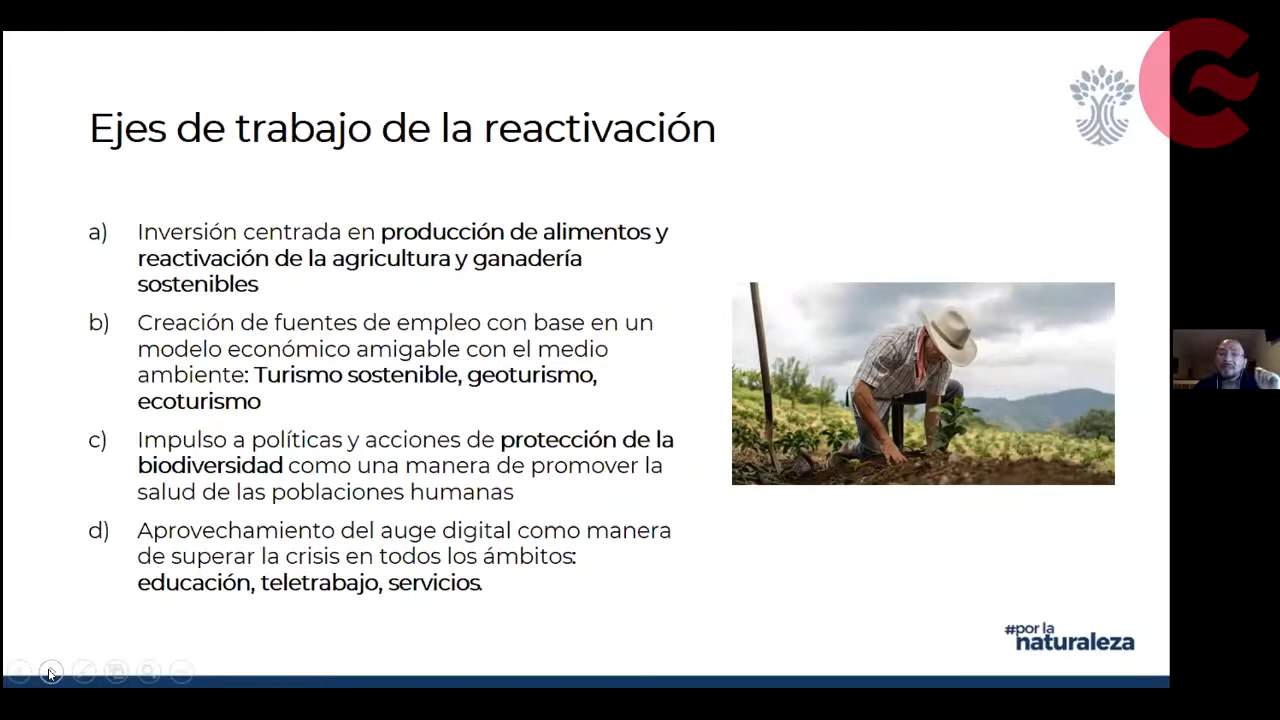 Ejes de trabajo de la reactivación
a) Inversión centrada en producción de alimentos y
reactivación de la agricultura y ganadería
sostenibles
b) Creación de fuentes de empleo con base en un
modelo económico amigable con el medio
ambiente: Turismo sostenible, geoturismo,
ecoturismo
c) Impulso a políticas y acciones de protección de la
biodiversidad como una manera de promover la
salud de las poblaciones humanas
d) Aprovechamiento del auge digital como manera
de superar la crisis en todos los ámbitos:
educación, teletrabajo, servicios.
#por la
naturaleza